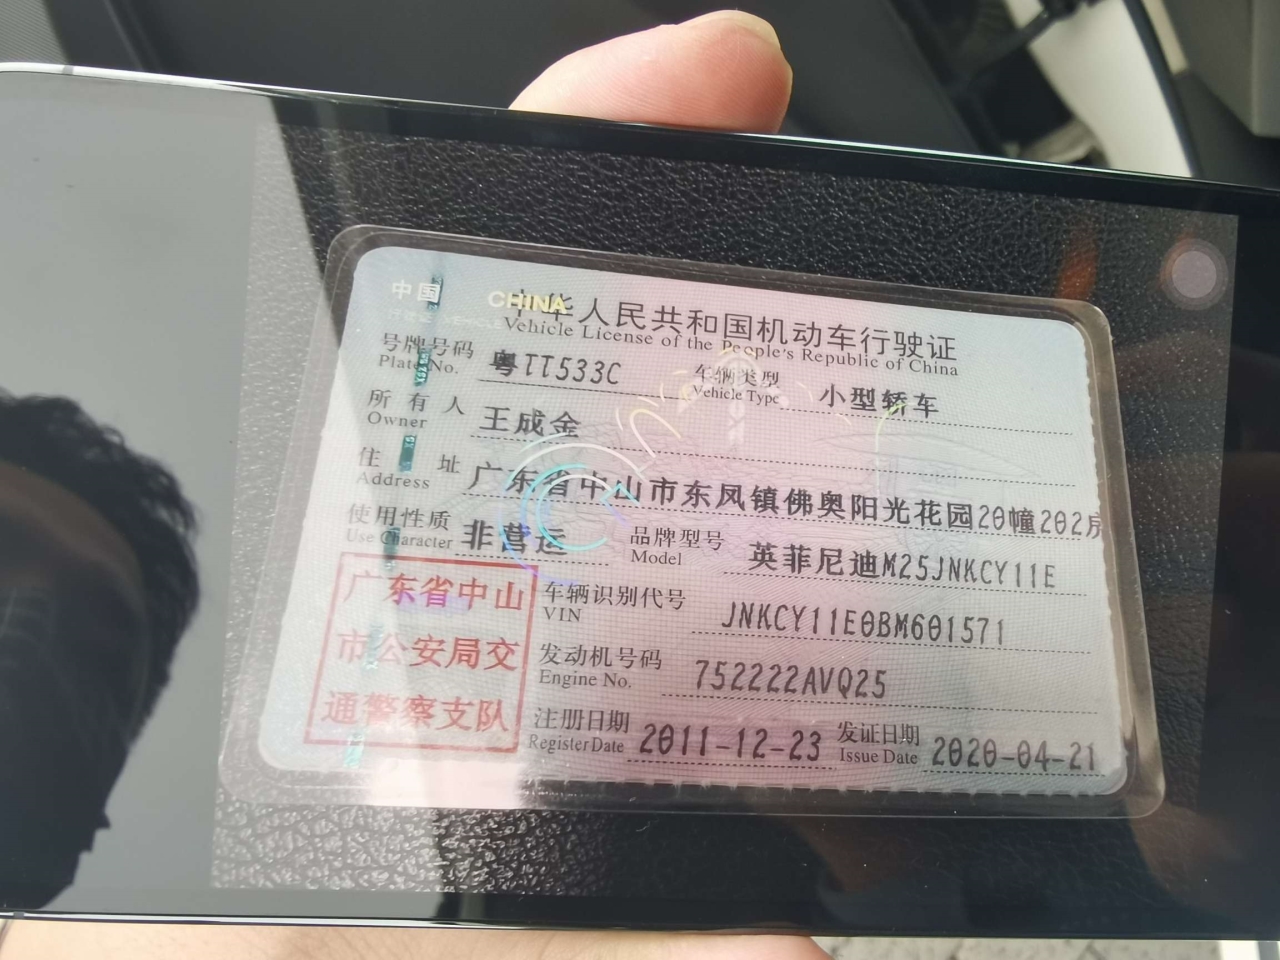 中国 CHINA
中华人民共和国机动车行驶证
Vehicle License of the People's Republic of China
号牌号码 粤TT533C 车辆类型 小型轿车
Plate No. Vehicle Type
所有人 王成金
Owner
住址 广东省中山市东凤镇佛奥阳光花园20幢202房
Address
使用性质 非营运 品牌型号 英菲尼迪M25JNKCY11E
Use Character Model
广东省中山
市公安局交
通警察支队
车辆识别代号 JNKCY11E0BM601571
VIN
发动机号码 752222AVQ25
Engine No.
注册日期 2011-12-23 发证日期 2020-04-21
Register Date Issue Date